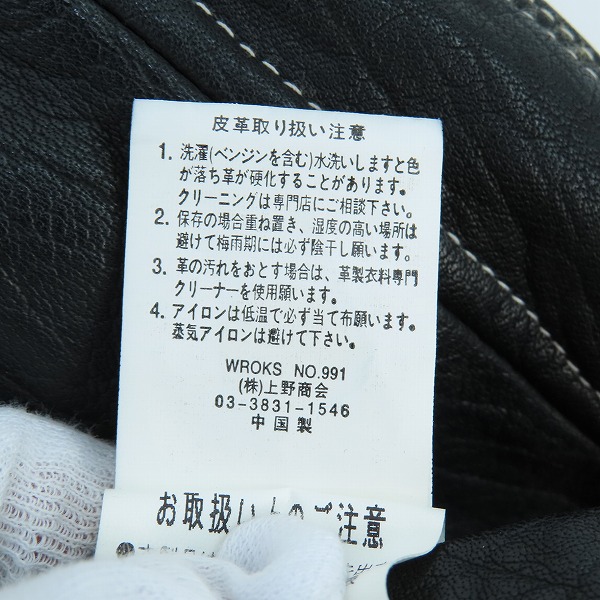 皮革取り扱い注意
1. 洗濯(ベンジンを含む)水洗いしますと色
が落ち革が硬化することがあります。
クリーニングは専門店にご相談下さい。
2. 保存の場合重ね置き、湿度の高い場所は
避けて梅雨期には必ず陰干し願います。
3. 革の汚れをおとす場合は、革製衣料専門
クリーナーを使用願います。
4. アイロンは低温で必ず当て布願います。
蒸気アイロンは避けて下さい。
WROKS NO.991
(株)上野商会
03-3831-1546
中国製
お取扱い上のご注意